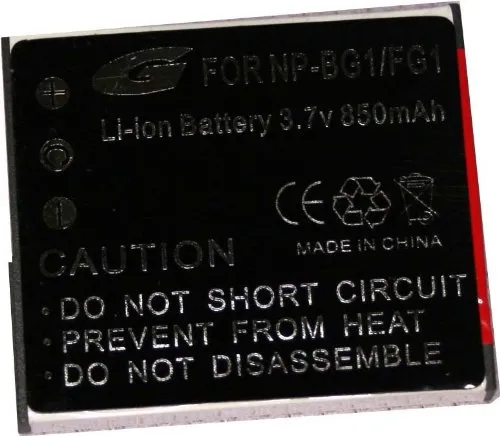 FOR NP-BG1/FG1
Li-Ion Battery 3.7v 850mAh
CE
MADE IN CHINA
CAUTION
· DO NOT SHORT CIRCUIT
· PREVENT FROM HEAT
· DO NOT DISASSEMBLE